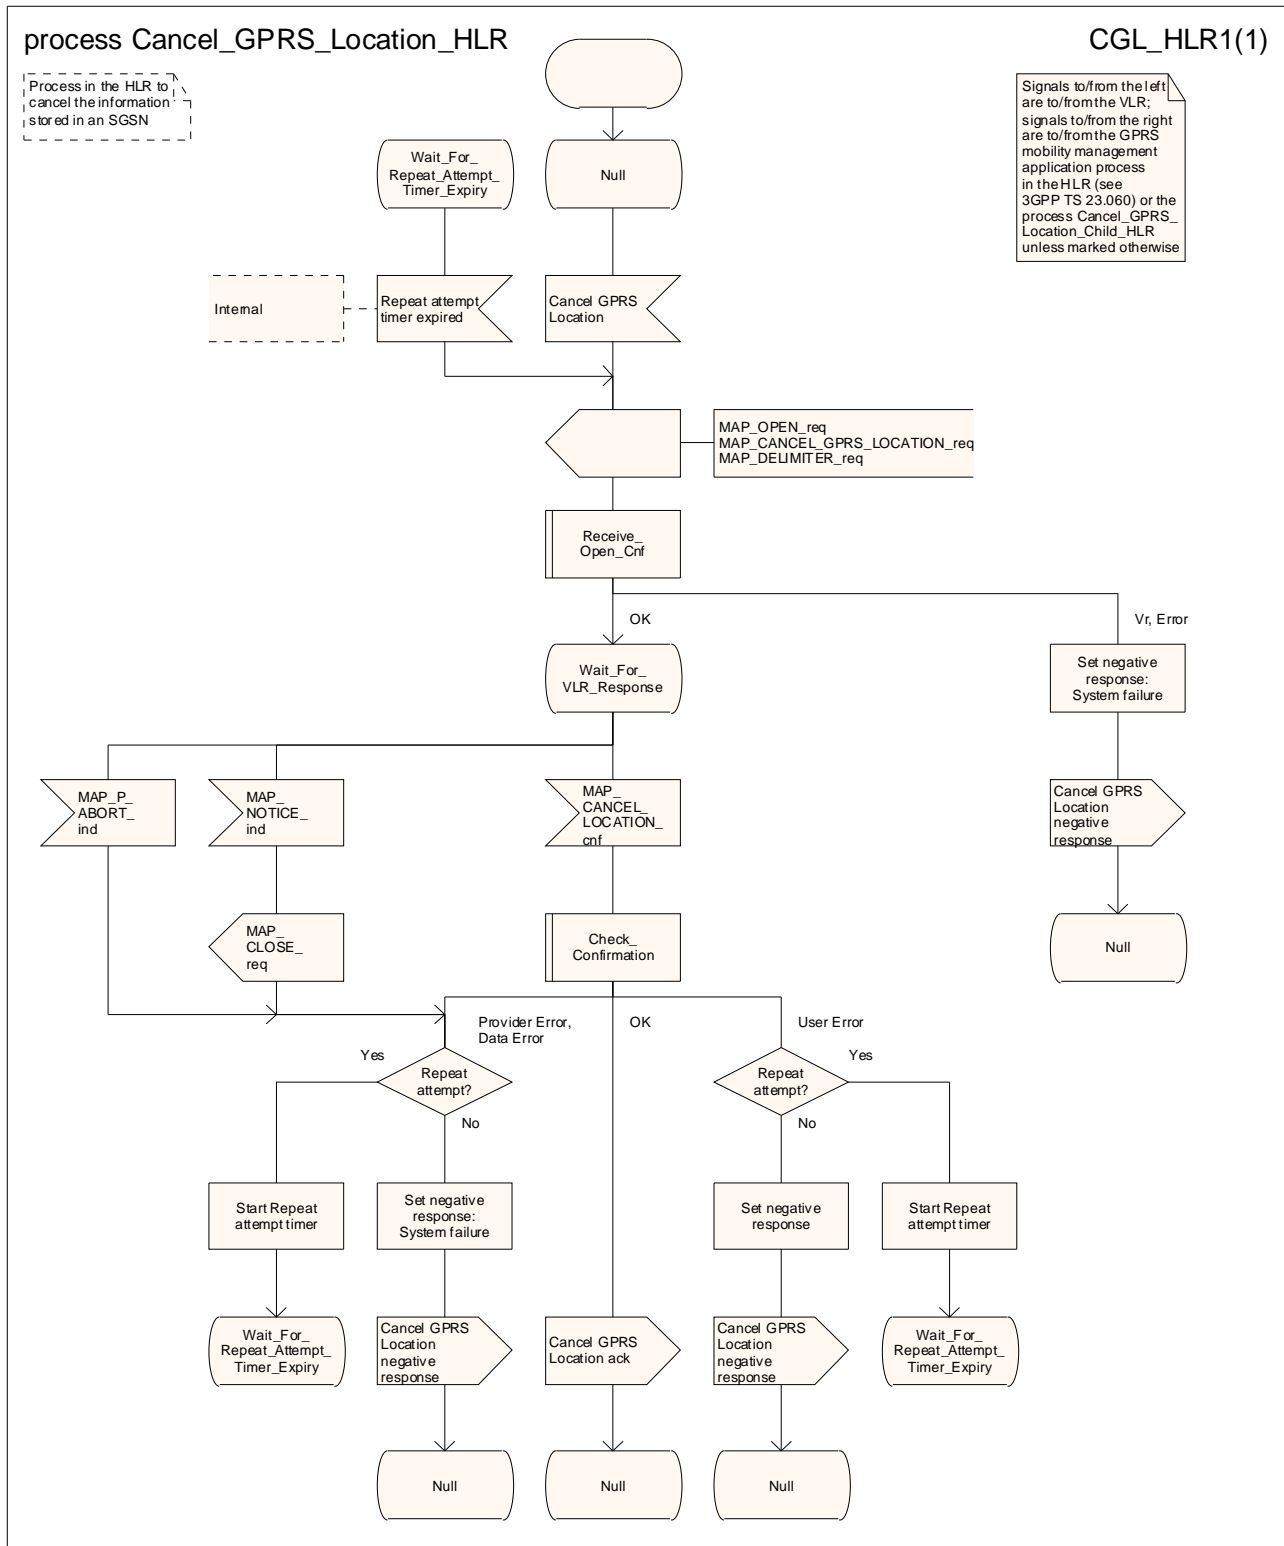 process Cancel_GPRS_Location_HLR
CGL_HLR1(1)
Process in the HLR to
cancel the information
stored in an SGSN
Signals to/from the left
are to/from the VLR;
signals to/from the right
are to/from the GPRS
mobility management
application process
in the HLR (see
3GPP TS 23.060) or the
process Cancel_GPRS_
Location_Child_HLR
unless marked otherwise
Wait_For_
Repeat_Attempt_
Timer_Expiry
Null
Internal
Repeat attempt
timer expired
Cancel GPRS
Location
MAP_OPEN_req
MAP_CANCEL_GPRS_LOCATION_req
MAP_DELIMITER_req
Receive_
Open_Cnf
OK
Vr, Error
Wait_For_
VLR_Response
Set negative
response:
System failure
MAP_P_
ABORT_
ind
MAP_
NOTICE_
ind
MAP_
CANCEL_
LOCATION_
cnf
Cancel GPRS
Location
negative
response
MAP_
CLOSE_
req
Check_
Confirmation
Null
Provider Error,
Data Error
OK
User Error
Yes
Repeat
attempt?
No
Repeat
attempt?
Yes
No
Start Repeat
attempt timer
Set negative
response:
System failure
Set negative
response
Start Repeat
attempt timer
Wait_For_
Repeat_Attempt_
Timer_Expiry
Cancel GPRS
Location
negative
response
Cancel GPRS
Location ack
Cancel GPRS
Location
negative
response
Wait_For_
Repeat_Attempt_
Timer_Expiry
Null
Null
Null